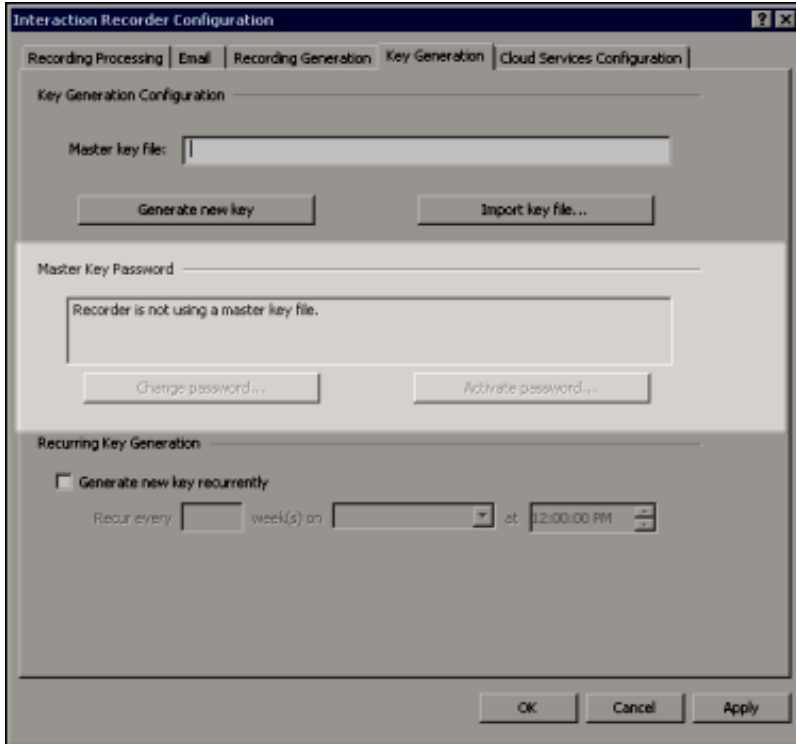 Interaction Recorder Configuration
Recording Processing Email Recording Generation Key Generation Cloud Services Configuration
Key Generation Configuration
Master key file:
Generate new key Import key file...
Master Key Password
Recorder is not using a master key file.
Change password... Activate password...
Recurring Key Generation
Generate new key recurrently
Recur every week(s) on at 12:00:00 PM
OK Cancel Apply